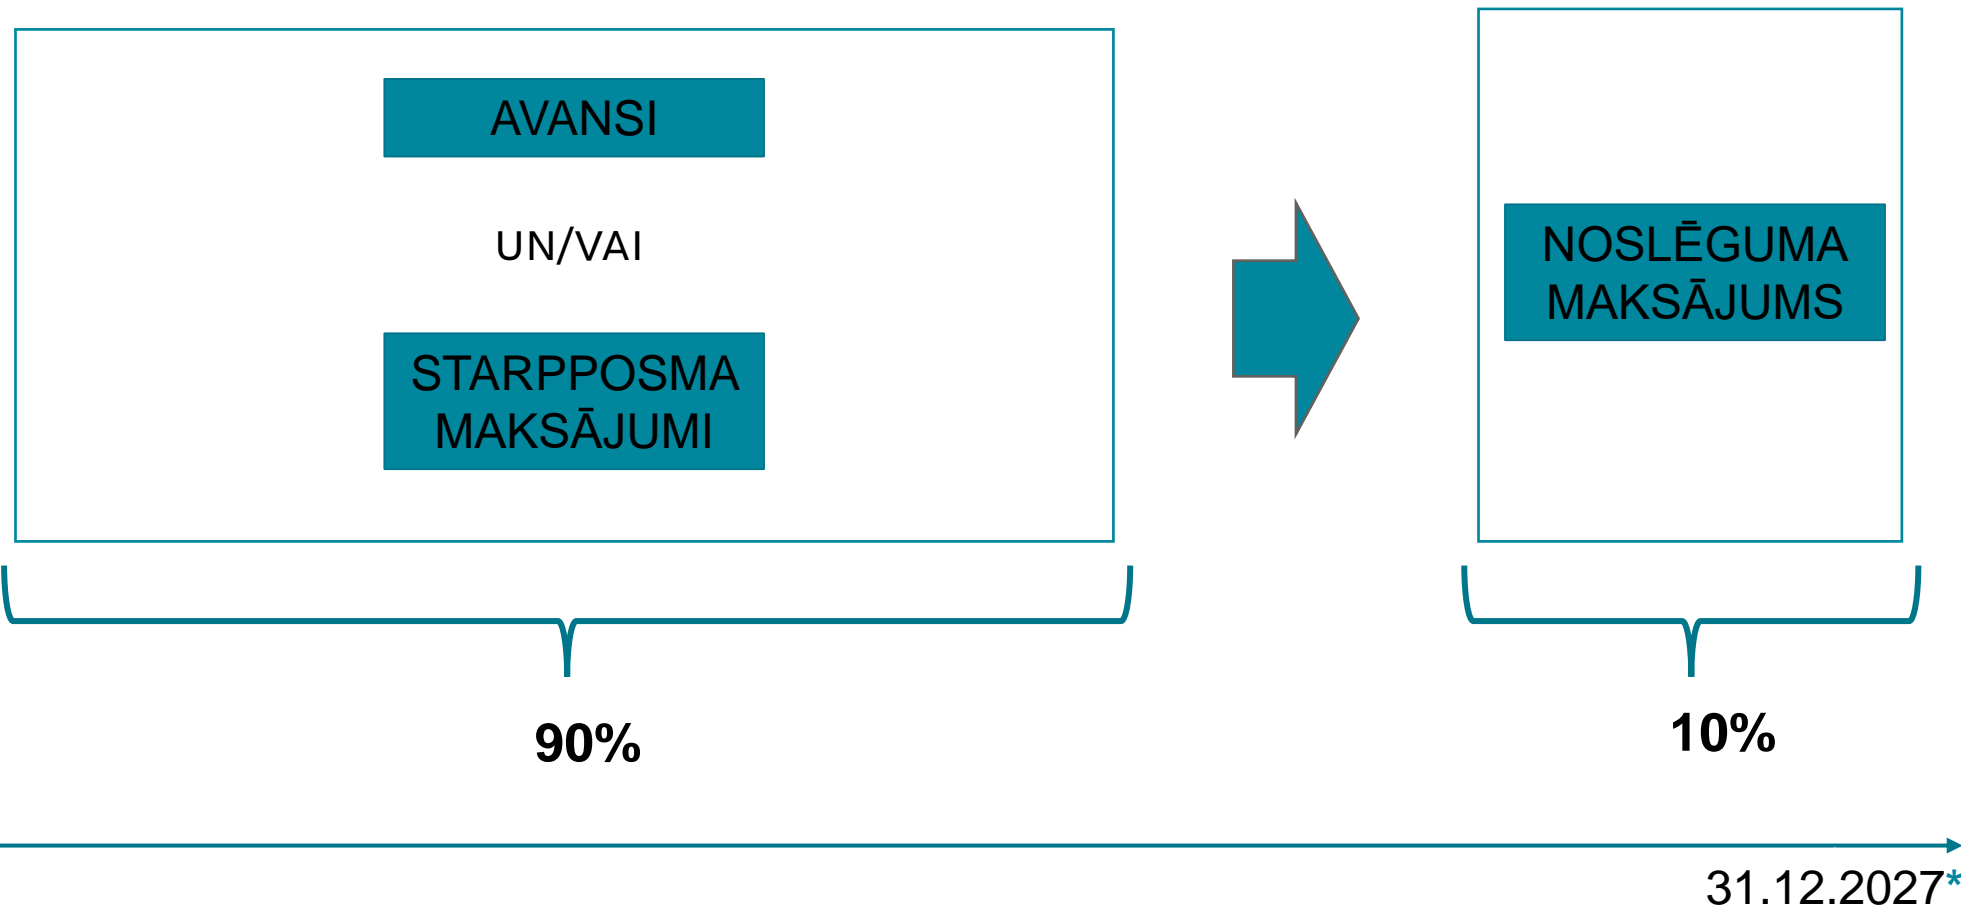 AVANSI
UN/VAI
STARPPOSMA
MAKSĀJUMI
NOSLĒGUMA
MAKSĀJUMS
90%
10%
31.12.2027*